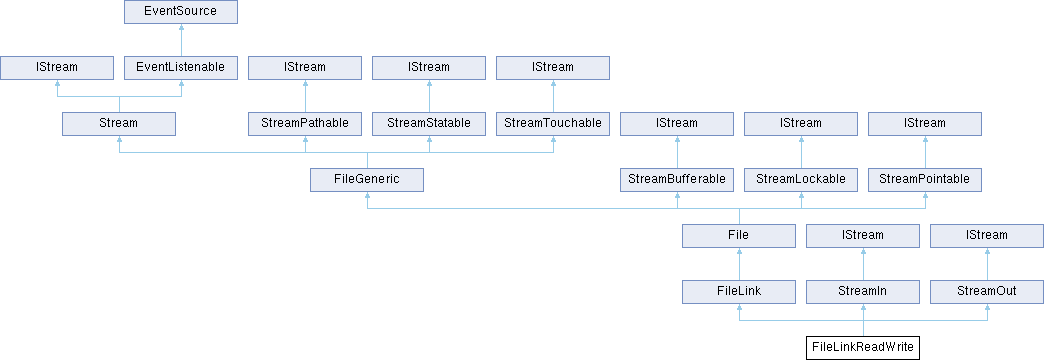 EventSource
IStream
EventListenable
IStream
IStream
IStream
Stream
StreamPathable
StreamStatable
StreamTouchable
IStream
IStream
IStream
FileGeneric
StreamBufferable
StreamLockable
StreamPointable
File
IStream
IStream
FileLink
StreamIn
StreamOut
FileLinkReadWrite